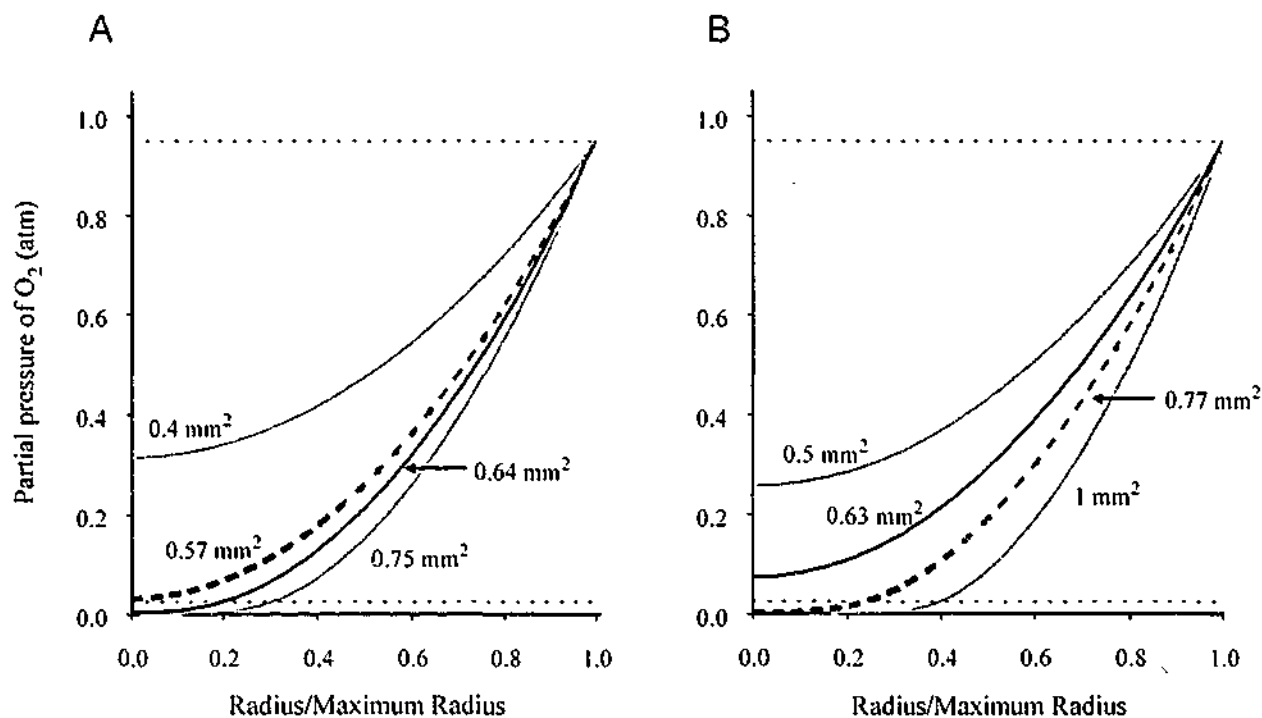 A
B
Partial pressure of O₂ (atm)
1.0
0.8
0.6
0.4
0.2
0.0
0.4 mm²
0.57 mm²
0.64 mm²
0.75 mm²
0.0 0.2 0.4 0.6 0.8 1.0
Radius/Maximum Radius
1.0
0.8
0.6
0.4
0.2
0.0
0.5 mm²
0.63 mm²
0.77 mm²
1 mm²
0.0 0.2 0.4 0.6 0.8 1.0
Radius/Maximum Radius